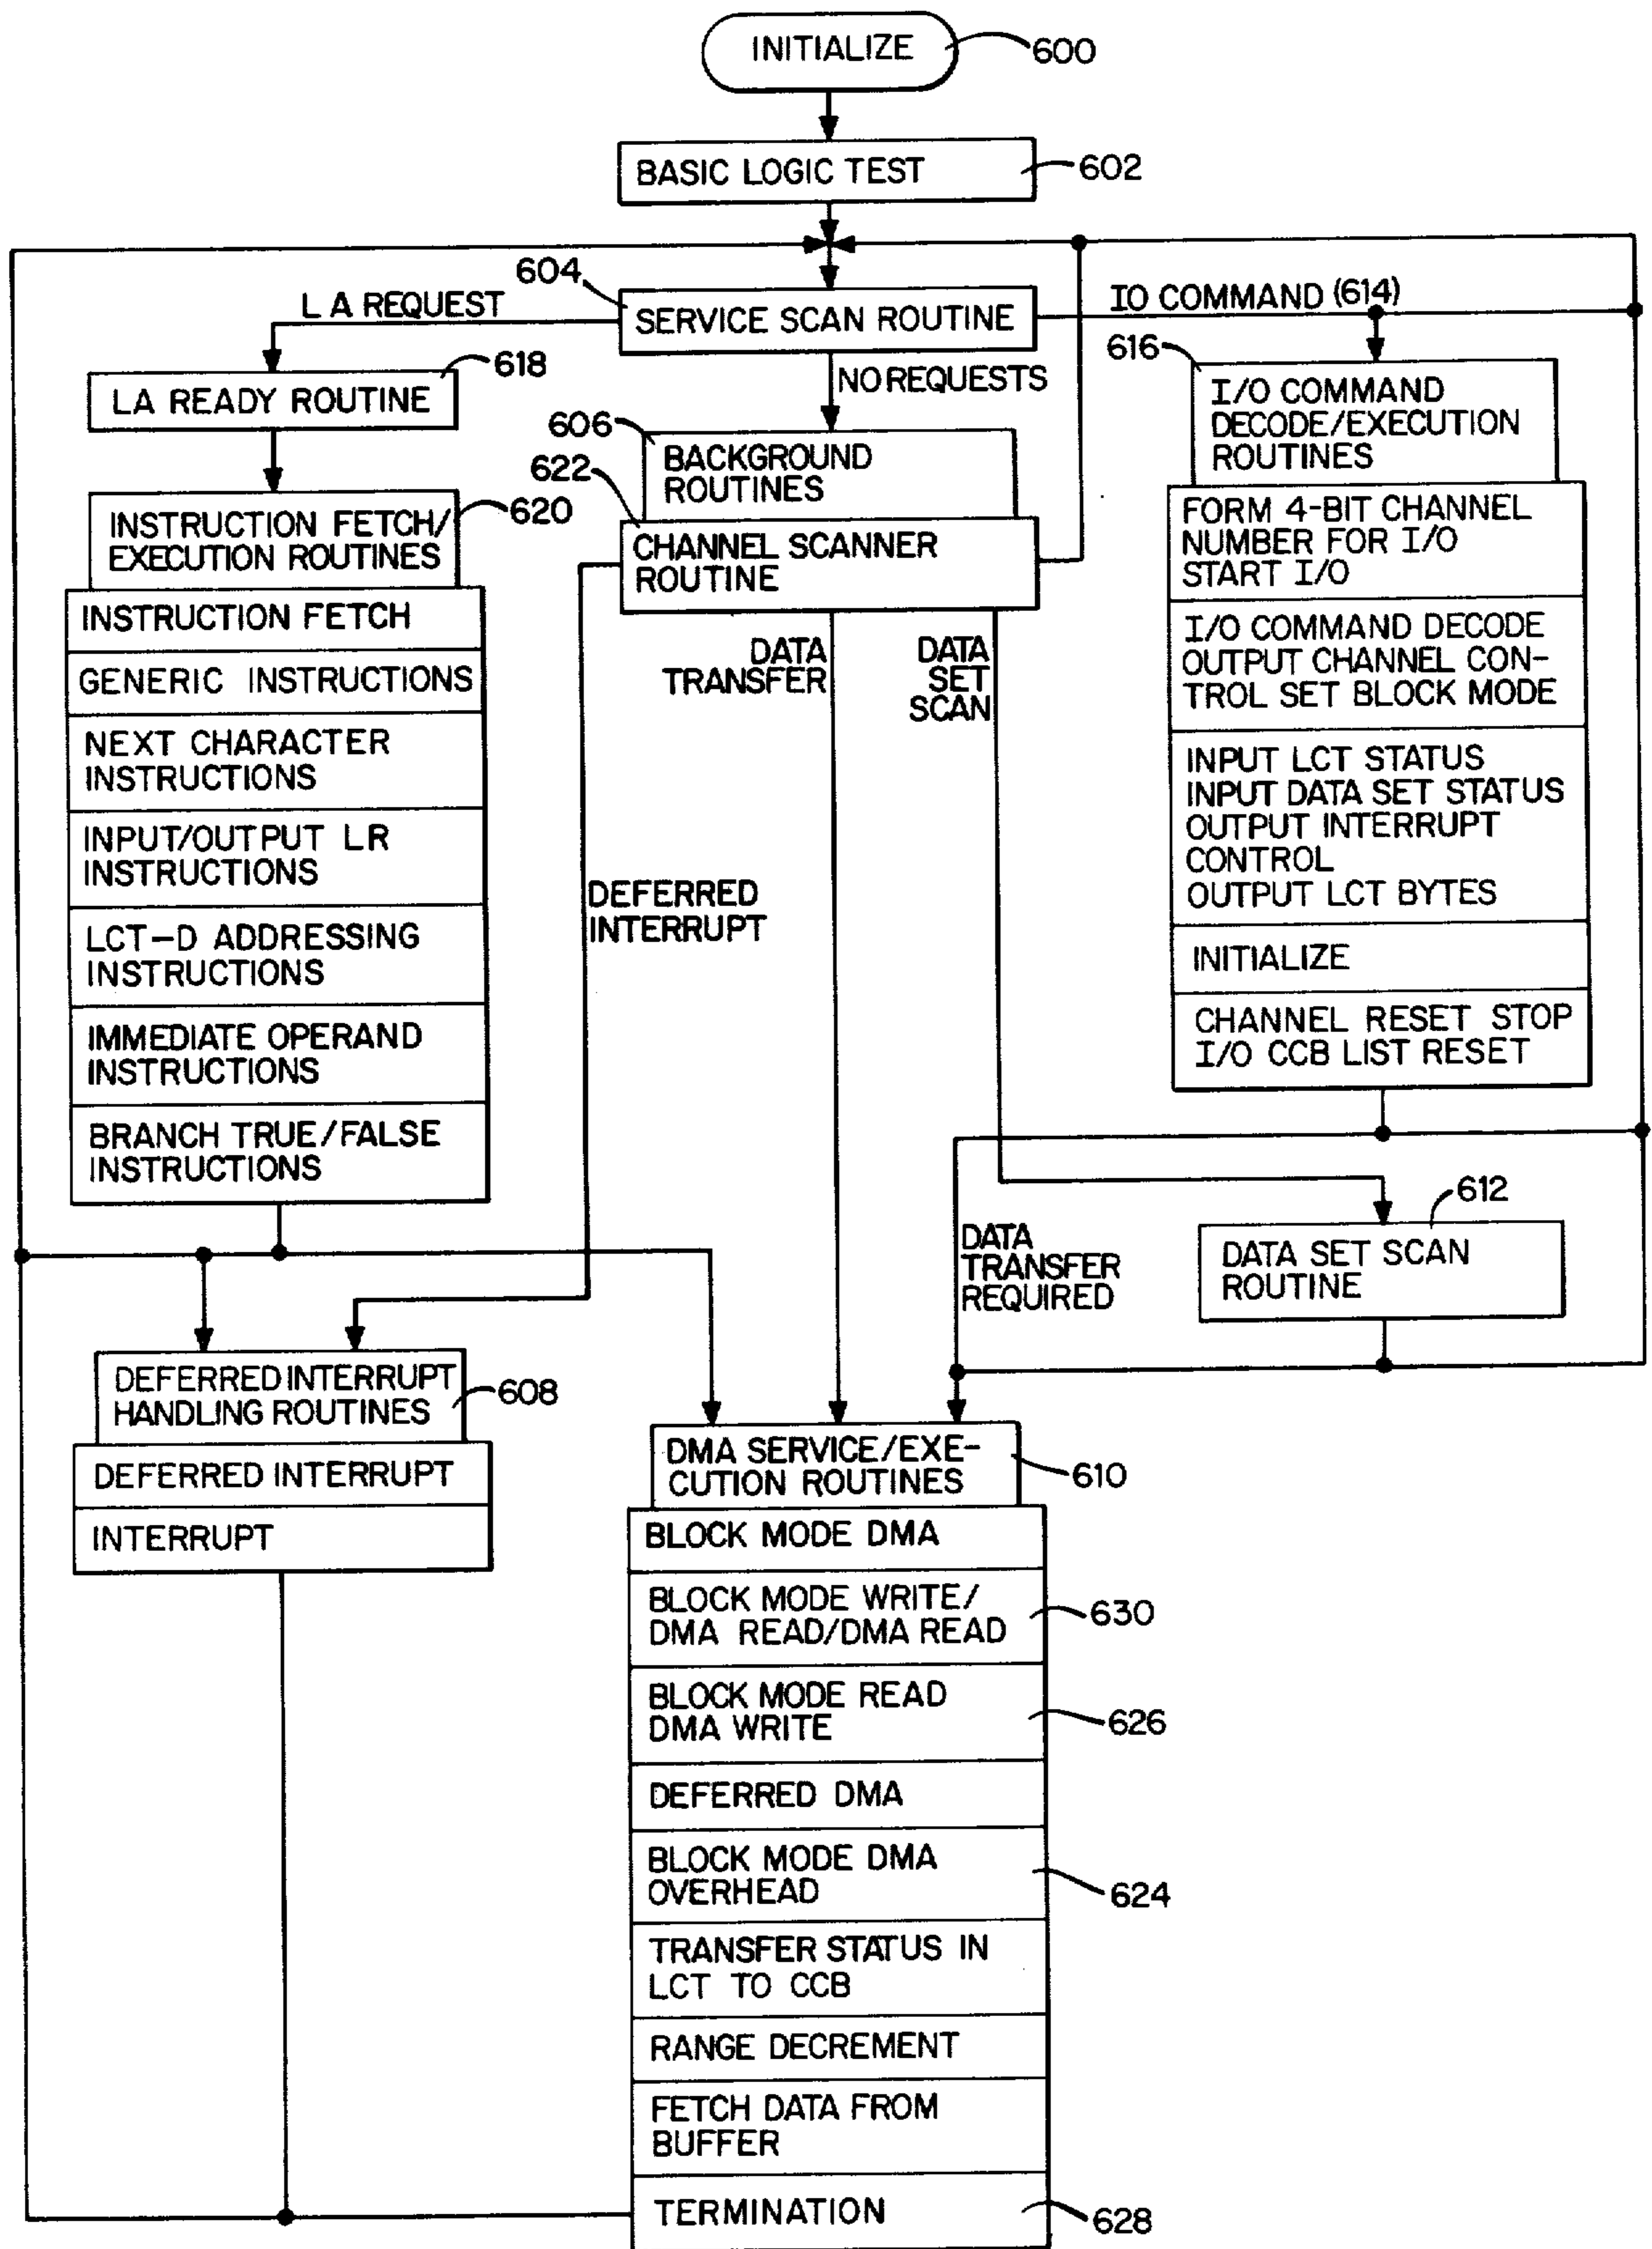 INITIALIZE
600
BASIC LOGIC TEST
602
604
SERVICE SCAN ROUTINE
LA REQUEST
IO COMMAND (614)
NO REQUESTS
618
LA READY ROUTINE
620
INSTRUCTION FETCH/
EXECUTION ROUTINES
INSTRUCTION FETCH
GENERIC INSTRUCTIONS
NEXT CHARACTER
INSTRUCTIONS
INPUT/OUTPUT LR
INSTRUCTIONS
LCT-D ADDRESSING
INSTRUCTIONS
IMMEDIATE OPERAND
INSTRUCTIONS
BRANCH TRUE/FALSE
INSTRUCTIONS
606
BACKGROUND
ROUTINES
622
CHANNEL SCANNER
ROUTINE
DATA
TRANSFER
DATA
SET
SCAN
DEFERRED
INTERRUPT
616
I/O COMMAND
DECODE/EXECUTION
ROUTINES
FORM 4-BIT CHANNEL
NUMBER FOR I/O
START I/O
I/O COMMAND DECODE
OUTPUT CHANNEL CON-
TROL SET BLOCK MODE
INPUT LCT STATUS
INPUT DATA SET STATUS
OUTPUT INTERRUPT
CONTROL
OUTPUT LCT BYTES
INITIALIZE
CHANNEL RESET STOP
I/O CCB LIST RESET
612
DATA SET SCAN
ROUTINE
DATA
TRANSFER
REQUIRED
DEFERRED INTERRUPT
HANDLING ROUTINES
608
DEFERRED INTERRUPT
INTERRUPT
DMA SERVICE/EXE-
CUTION ROUTINES
610
BLOCK MODE DMA
BLOCK MODE WRITE/
DMA READ/DMA READ
630
BLOCK MODE READ
DMA WRITE
626
DEFERRED DMA
BLOCK MODE DMA
OVERHEAD
624
TRANSFER STATUS IN
LCT TO CCB
RANGE DECREMENT
FETCH DATA FROM
BUFFER
TERMINATION
628